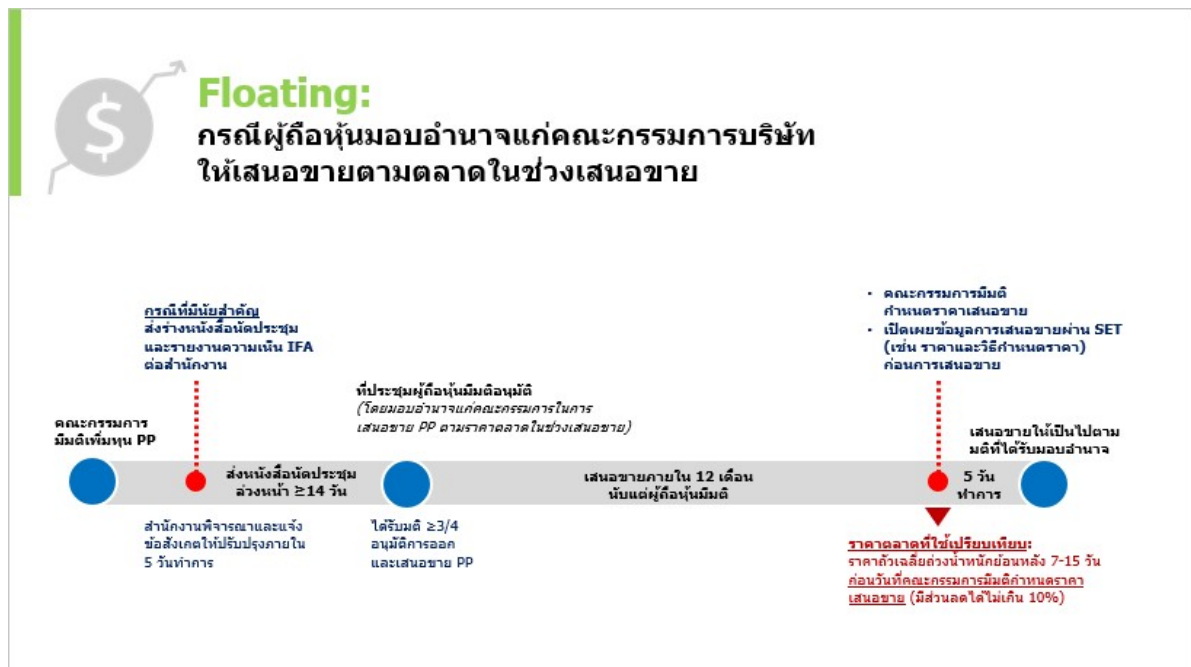 $
Floating:
กรณีผู้ถือหุ้นมอบอำนาจแก่คณะกรรมการบริษัท
ให้เสนอขายตามตลาดในช่วงเสนอขาย
กรณีที่มีนัยสำคัญ
ส่งร่างหนังสือนัดประชุม
และรายงานความเห็น IFA
ต่อสำนักงาน
• คณะกรรมการมีมติ
กำหนดราคาเสนอขาย
• เปิดเผยข้อมูลการเสนอขายผ่าน SET
(เช่น ราคาและวิธีกำหนดราคา)
ก่อนการเสนอขาย
คณะกรรมการ
มีมติเพิ่มทุน PP
ที่ประชุมผู้ถือหุ้นมีมติอนุมัติ
(โดยมอบอำนาจแก่คณะกรรมการในการ
เสนอขาย PP ตามราคาตลาดในช่วงเสนอขาย)
เสนอขายให้เป็นไปตาม
มติที่ได้รับมอบอำนาจ
ส่งหนังสือนัดประชุม
ล่วงหน้า ≥14 วัน
เสนอขายภายใน 12 เดือน
นับแต่ผู้ถือหุ้นมีมติ
5 วัน
ทำการ
สำนักงานพิจารณาและแจ้ง
ข้อสังเกตให้ปรับปรุงภายใน
5 วันทำการ
ได้รับมติ ≥3/4
อนุมัติการออก
และเสนอขาย PP
ราคาตลาดที่ใช้เปรียบเทียบ:
ราคาถัวเฉลี่ยถ่วงน้ำหนักย้อนหลัง 7-15 วัน
ก่อนวันที่คณะกรรมการมีมติกำหนดราคา
เสนอขาย (มีส่วนลดได้ไม่เกิน 10%)